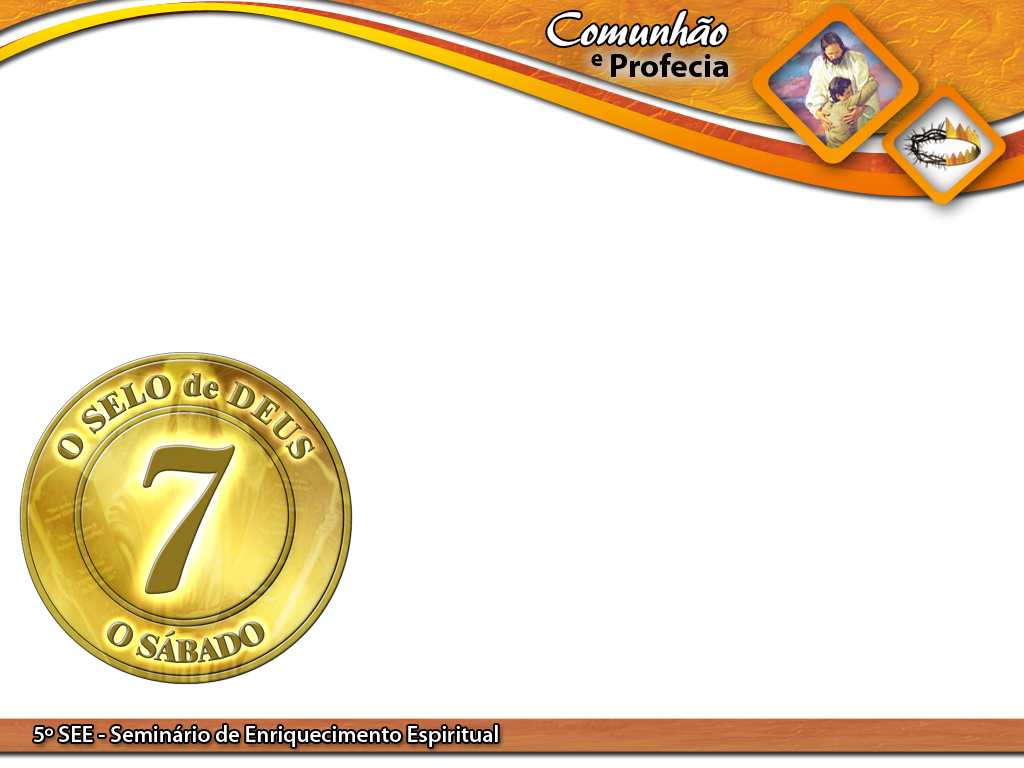 Comunhão
e Profecia
O SELO de DEUS
7
O SÁBADO
5º SEE - Seminário de Enriquecimento Espiritual